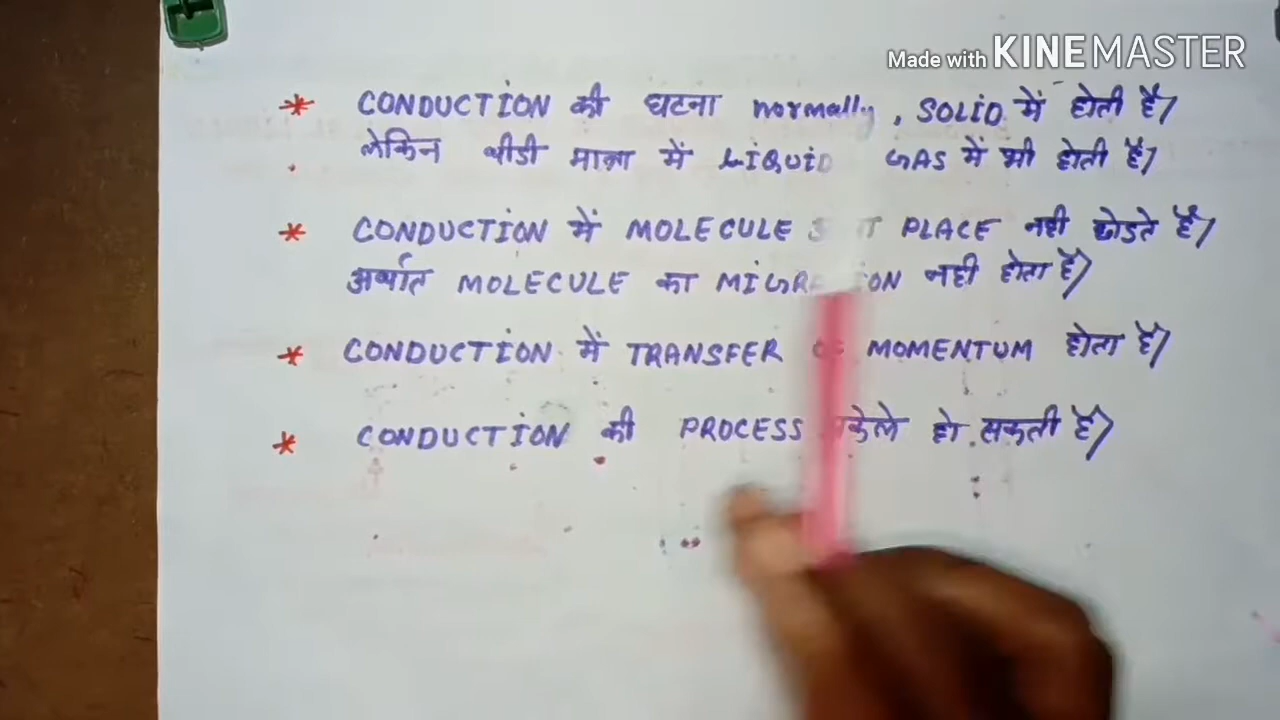 Made with KINEMASTER
* CONDUCTION की घटना normally, SOLID में होती है/
लेकिन थोडी मात्रा में LIQUID GAS में भी होती है/
* CONDUCTION में MOLECULE PLACE नही छोडते है/
अर्थात MOLECULE का नही होता है/
* CONDUCTION में TRANSFER MOMENTUM होता है/
* CONDUCTION की PROCESS हो सकती है/